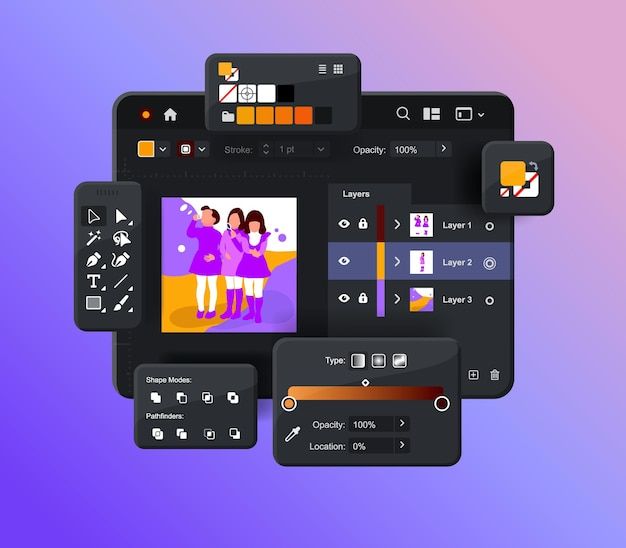 Stroke: 1 pt Opacity: 100%
Layers
Layer 1
Layer 2
Layer 3
T
Shape Modes:
Pathfinders:
Type:
Opacity: 100%
Location: 0%